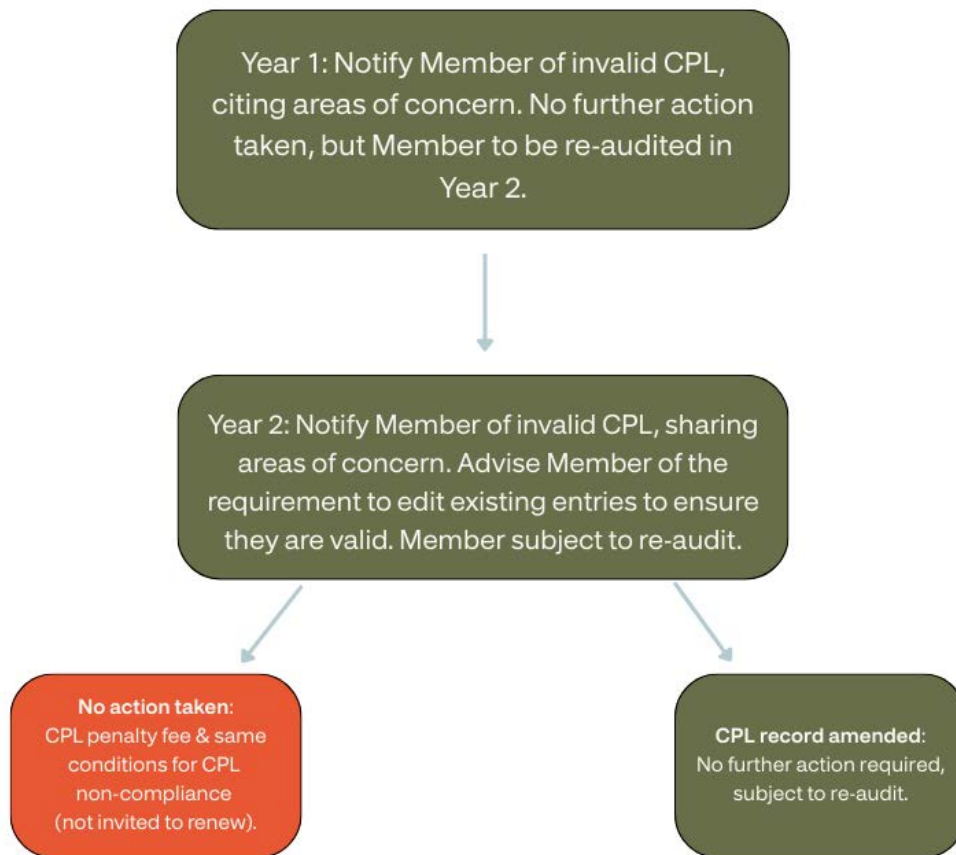 Year 1: Notify Member of invalid CPL,
citing areas of concern. No further action
taken, but Member to be re-audited in
Year 2.
Year 2: Notify Member of invalid CPL, sharing
areas of concern. Advise Member of the
requirement to edit existing entries to ensure
they are valid. Member subject to re-audit.
No action taken:
CPL penalty fee & same
conditions for CPL
non-compliance
(not invited to renew).
CPL record amended:
No further action required,
subject to re-audit.